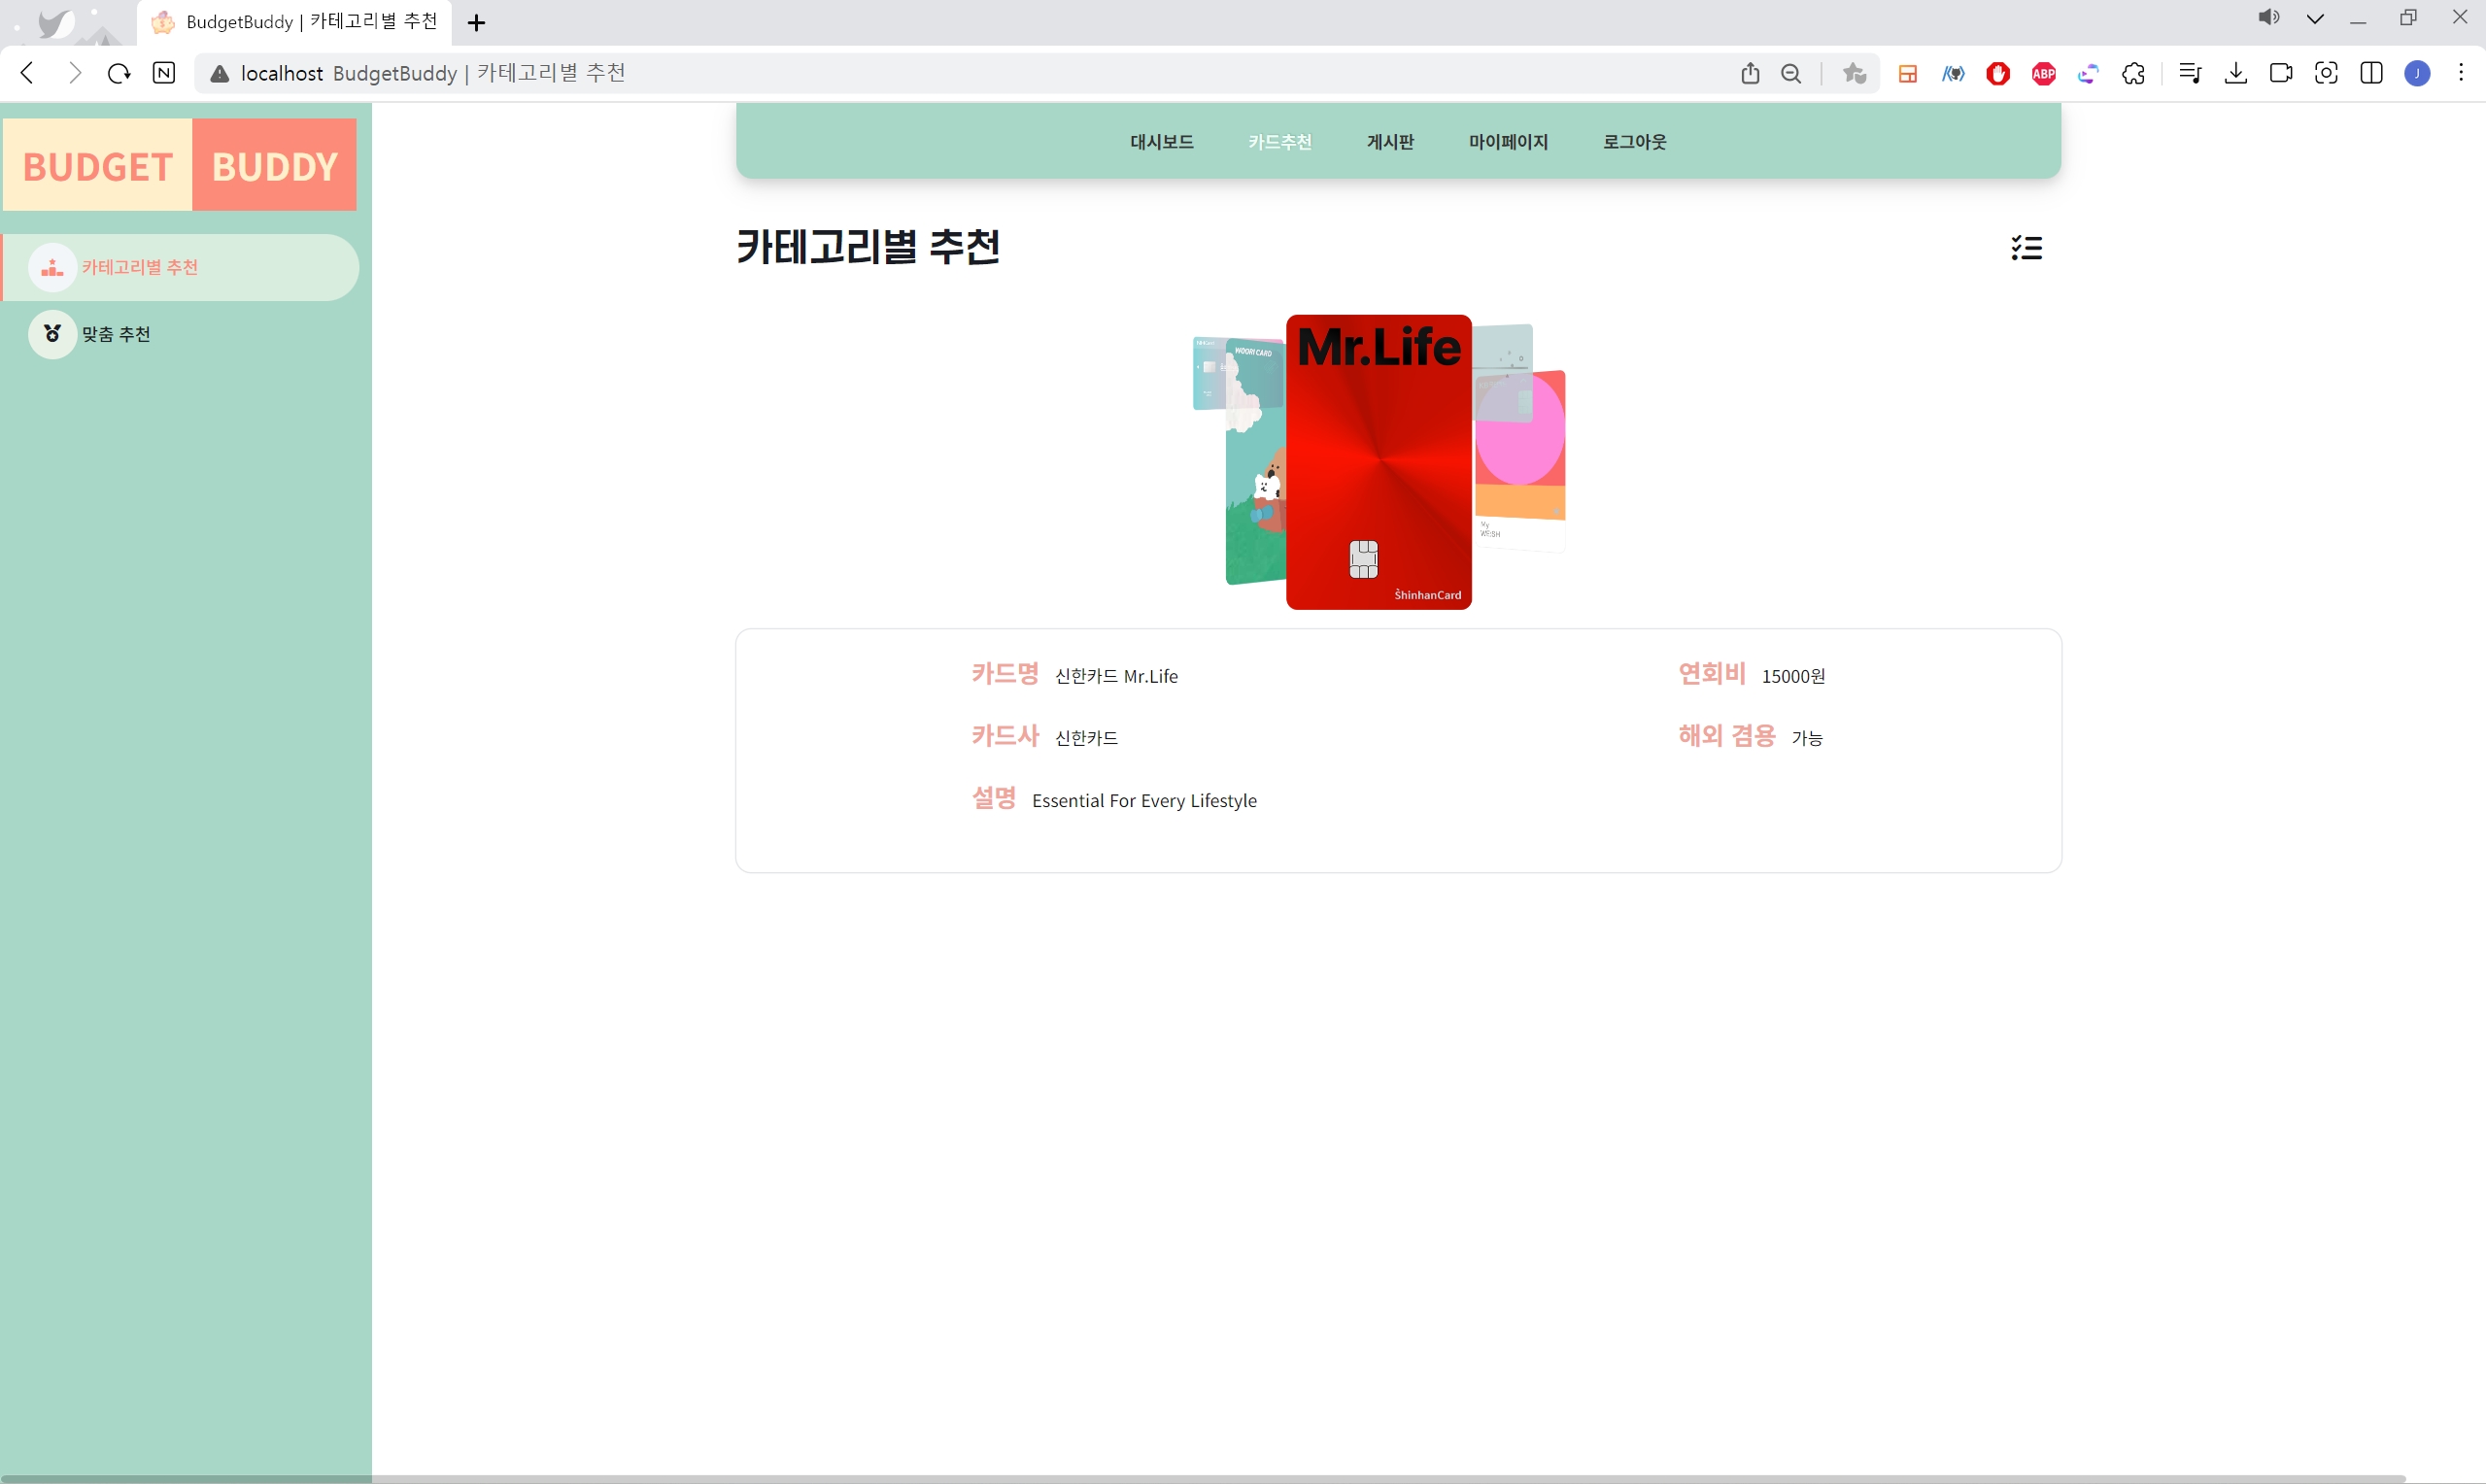 BudgetBuddy | 카테고리별 추천
localhost BudgetBuddy | 카테고리별 추천
N
ABP
J
BUDGET BUDDY
대시보드 카드추천 게시판 마이페이지 로그아웃
카테고리별 추천
카테고리별 추천
맞춤 추천
WOORI CARD
Mr.Life
My
WE:SH
ShinhanCard
카드명 신한카드 Mr.Life
연회비 15000원
카드사 신한카드
해외 겸용 가능
설명 Essential For Every Lifestyle